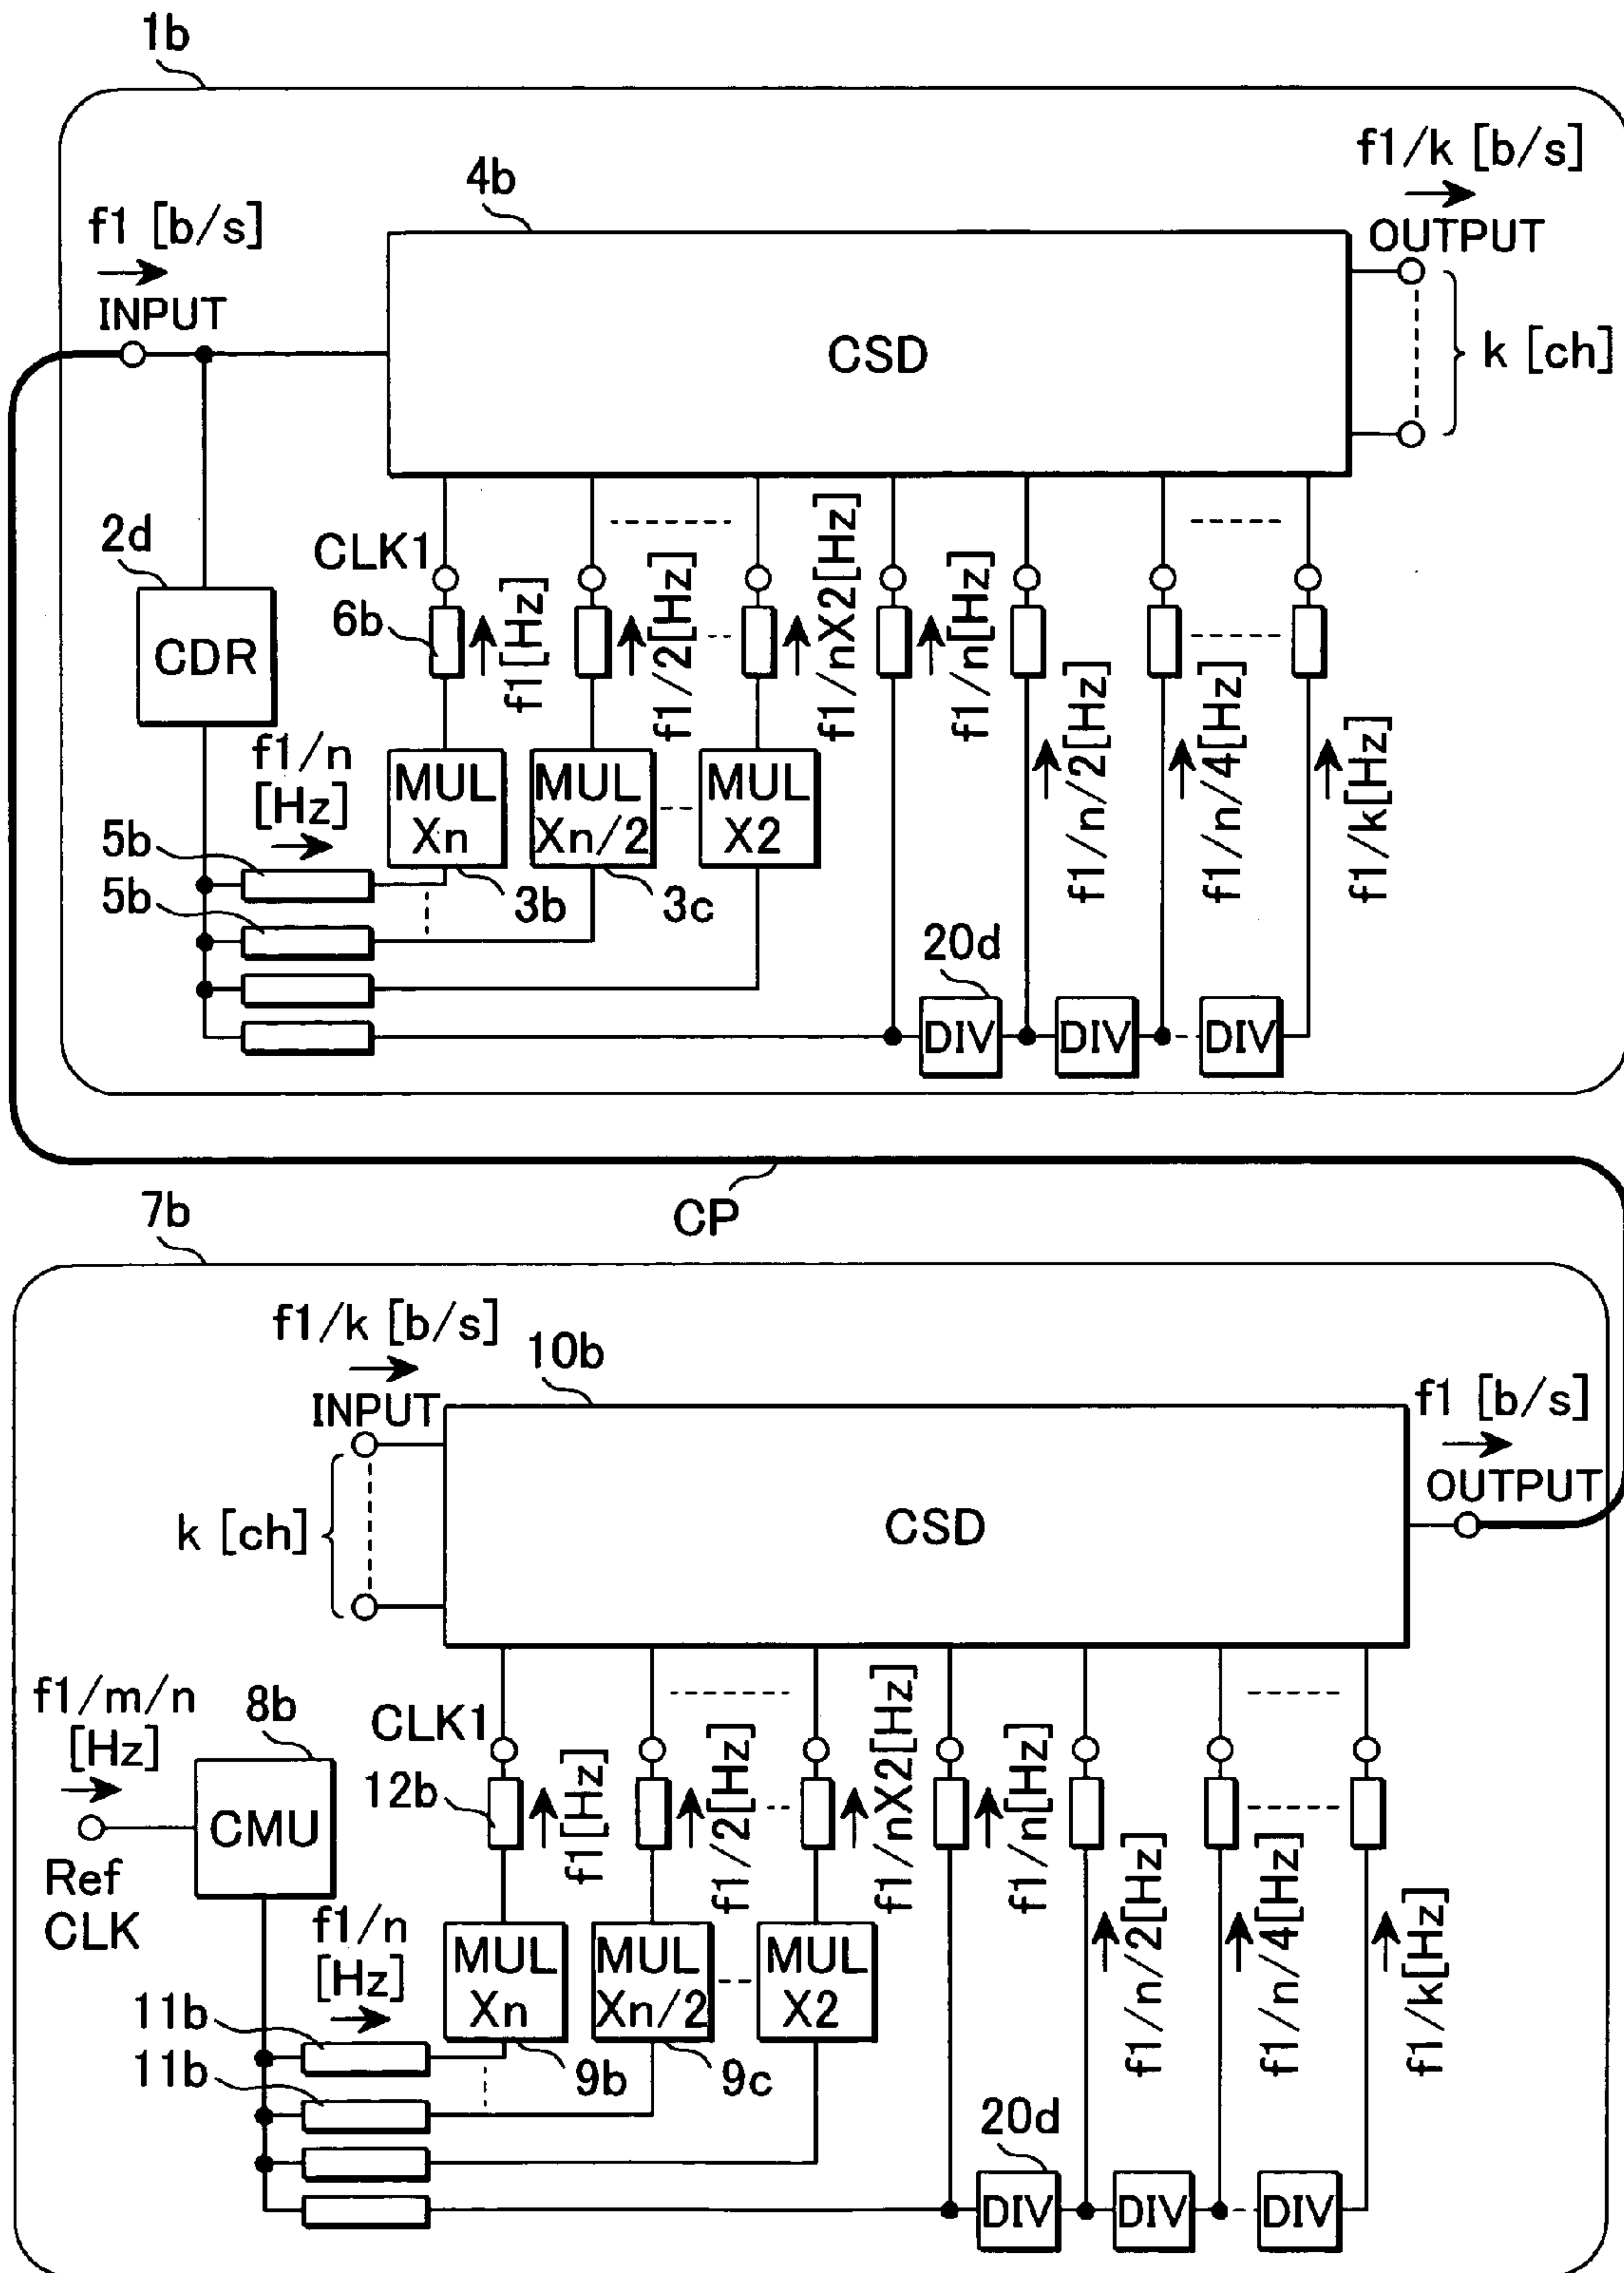 1b
f1/k [b/s]
4b
f1 [b/s]
OUTPUT
INPUT
CSD
k [ch]
2d
CLK1
6b
f1[Hz]
f1/2[Hz]
f1/nX2[Hz]
f1/n[Hz]
CDR
f1/n/2[Hz]
f1/n/4[Hz]
f1/k[Hz]
f1/n
[Hz]
MUL
Xn
MUL
Xn/2
MUL
X2
5b
5b
3b
3c
20d
DIV
DIV
DIV
CP
7b
f1/k [b/s]
10b
INPUT
f1 [b/s]
OUTPUT
CSD
k [ch]
f1/m/n
[Hz]
8b
CLK1
12b
f1[Hz]
f1/2[Hz]
f1/nX2[Hz]
f1/n[Hz]
CMU
Ref
CLK
f1/n/2[Hz]
f1/n/4[Hz]
f1/k[Hz]
f1/n
[Hz]
MUL
Xn
MUL
Xn/2
MUL
X2
11b
11b
9b
9c
20d
DIV
DIV
DIV